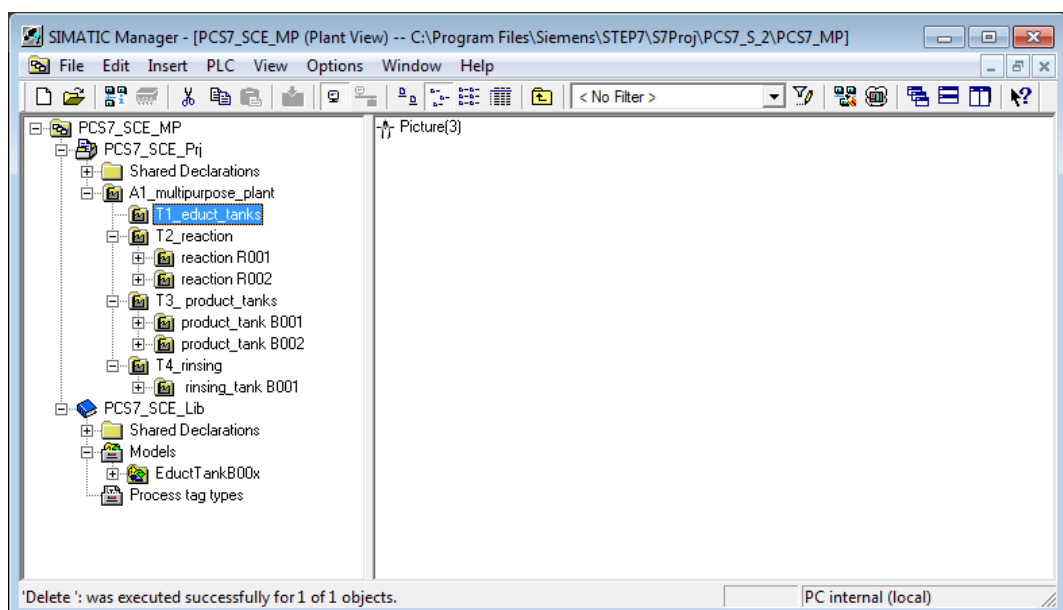 SIMATIC Manager - [PCS7_SCE_MP (Plant View) -- C:\Program Files\Siemens\STEP7\S7Proj\PCS7_S_2\PCS7_MP]
File Edit Insert PLC View Options Window Help
< No Filter >
PCS7_SCE_MP
PCS7_SCE_Prj
Shared Declarations
A1_multipurpose_plant
T1_educt_tanks
T2_reaction
reaction R001
reaction R002
T3_ product_tanks
product_tank B001
product_tank B002
T4_rinsing
rinsing_tank B001
PCS7_SCE_Lib
Shared Declarations
Models
EductTankB00x
Process tag types
Picture(3)
'Delete ': was executed successfully for 1 of 1 objects.
PC internal (local)